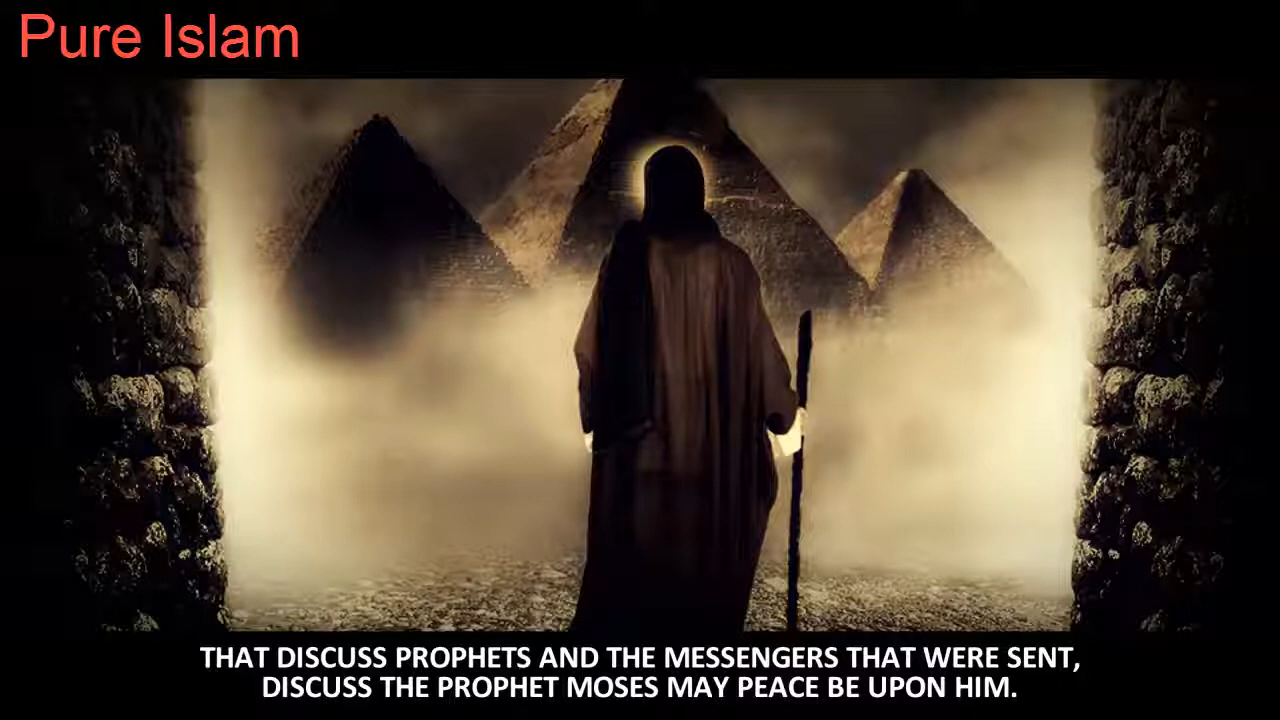 Pure Islam
THAT DISCUSS PROPHETS AND THE MESSENGERS THAT WERE SENT,
DISCUSS THE PROPHET MOSES MAY PEACE BE UPON HIM.